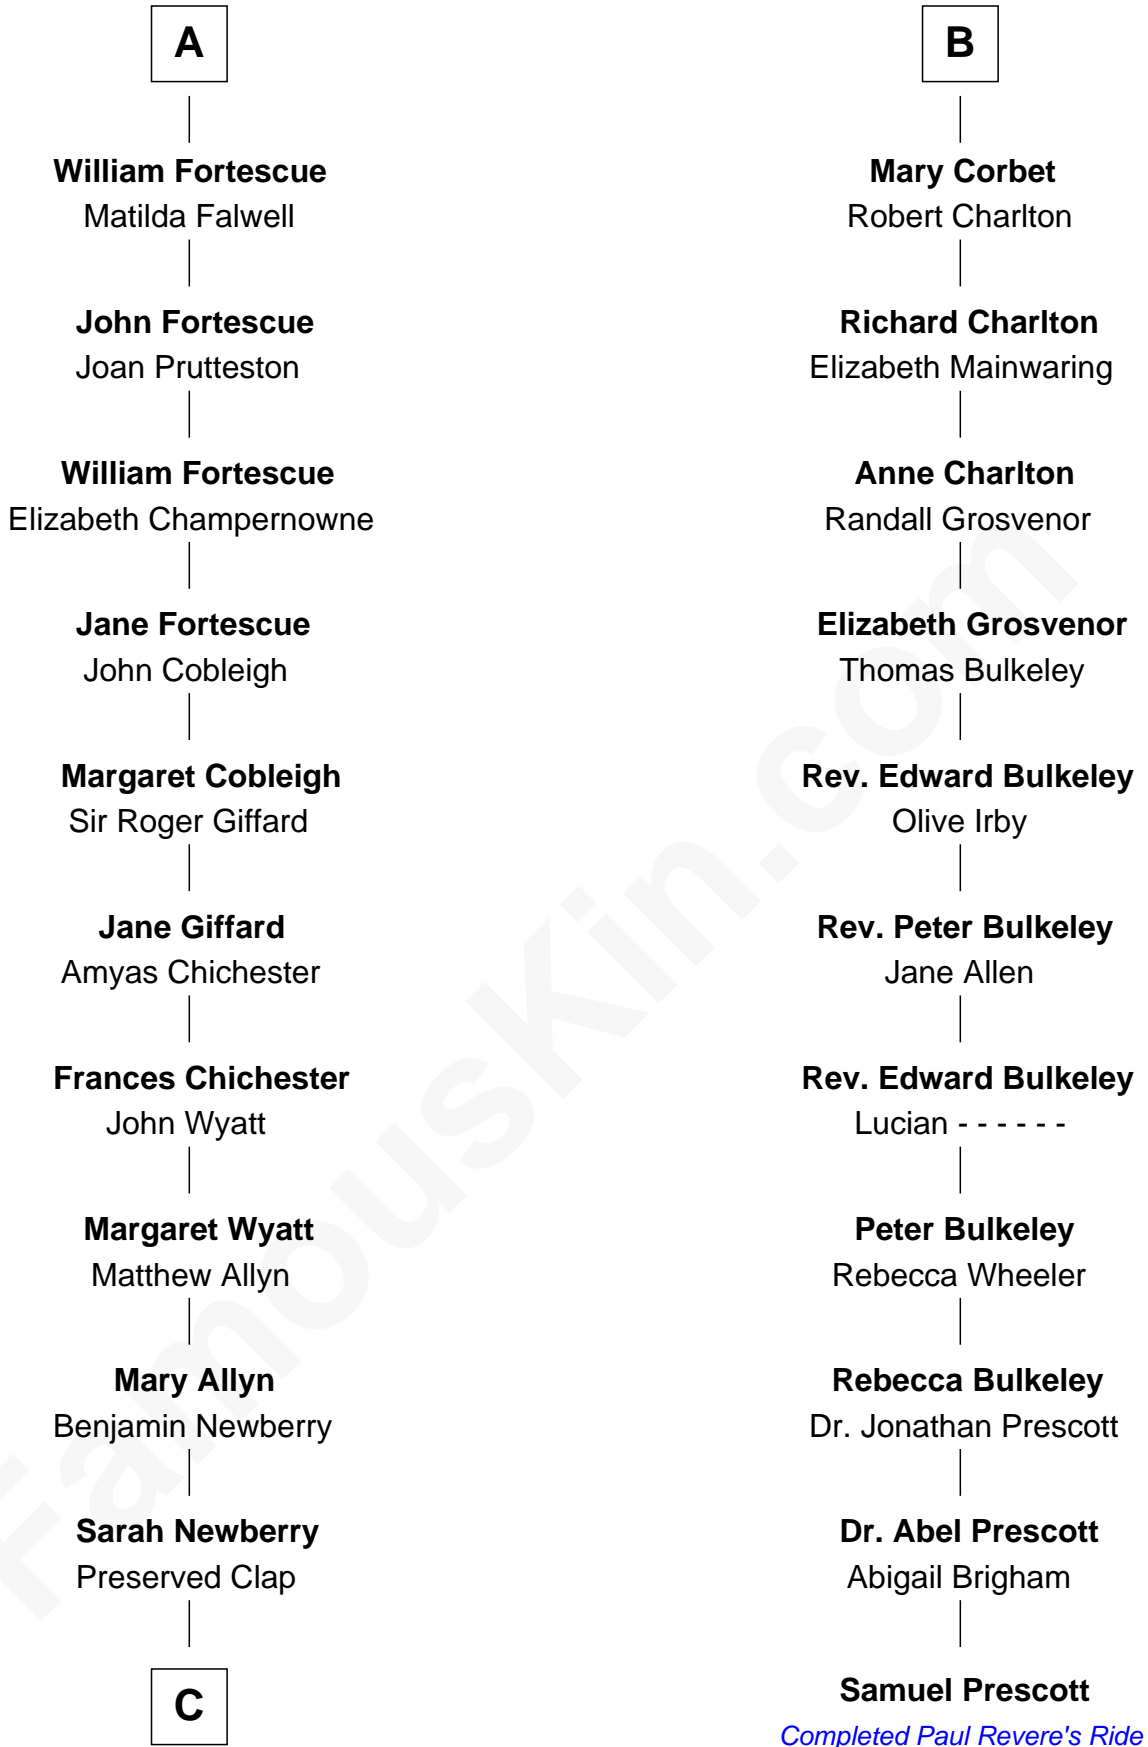 A
William Fortescue
Matilda Falwell
John Fortescue
Joan Prutteston
William Fortescue
Elizabeth Champernowne
Jane Fortescue
John Cobleigh
Margaret Cobleigh
Sir Roger Giffard
Jane Giffard
Amyas Chichester
Frances Chichester
John Wyatt
Margaret Wyatt
Matthew Allyn
Mary Allyn
Benjamin Newberry
Sarah Newberry
Preserved Clap
C
B
Mary Corbet
Robert Charlton
Richard Charlton
Elizabeth Mainwaring
Anne Charlton
Randall Grosvenor
Elizabeth Grosvenor
Thomas Bulkeley
Rev. Edward Bulkeley
Olive Irby
Rev. Peter Bulkeley
Jane Allen
Rev. Edward Bulkeley
Lucian - - - - - -
Peter Bulkeley
Rebecca Wheeler
Rebecca Bulkeley
Dr. Jonathan Prescott
Dr. Abel Prescott
Abigail Brigham
Samuel Prescott
Completed Paul Revere's Ride
FamousKin.com